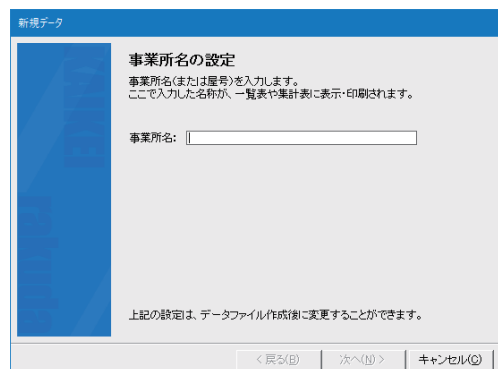 新規データ
事業所名の設定
事業所名(または屋号)を入力します。
ここで入力した名称が、一覧表や集計表に表示・印刷されます。
事業所名:
上記の設定は、データファイル作成後に変更することができます。
KAIKEI
rakuda
< 戻る(B)
次へ(N) >
キャンセル(C)